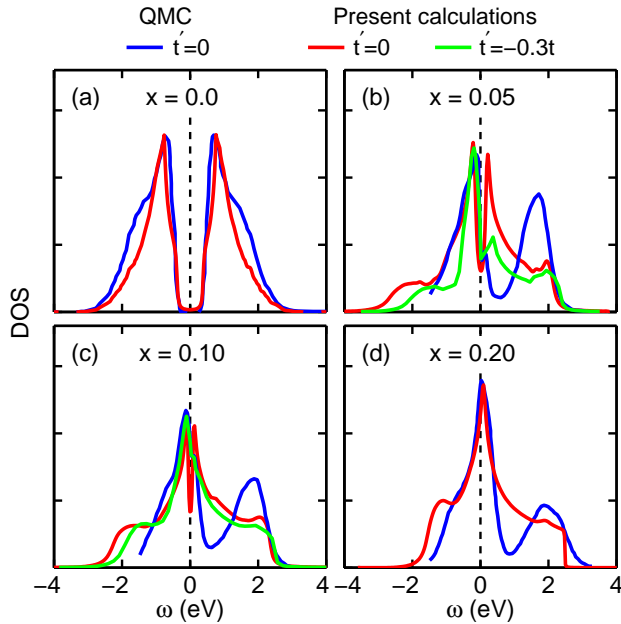 QMC Present calculations
t′=0 t′=0 t′=−0.3t
(a) x = 0.0 (b) x = 0.05
DOS
(c) x = 0.10 (d) x = 0.20
−4 −2 0 2 4 −2 0 2 4
ω (eV) ω (eV)